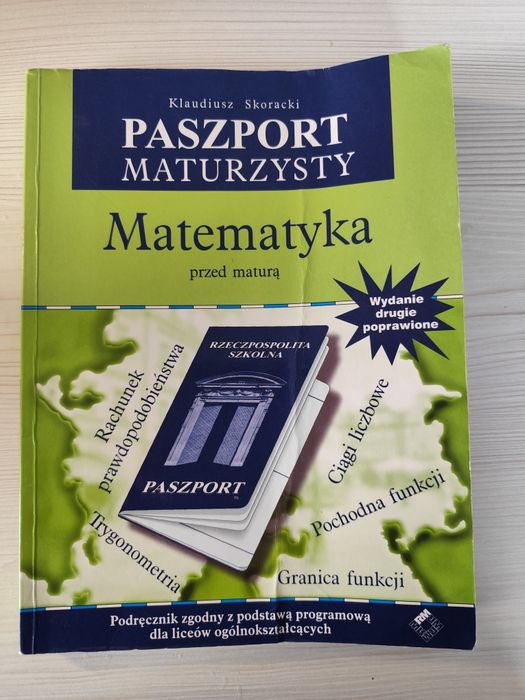 Klaudiusz Skoracki
PASZPORT
MATURZYSTY
Matematyka
przed maturą
Wydanie
drugie
poprawione
RZECZPOSPOLITA
SZKOLNA
PASZPORT
Rachunek
prawdopodobieństwa
Trygonometria
Ciągi liczbowe
Pochodna funkcji
Granica funkcji
Podręcznik zgodny z podstawą programową
dla liceów ogólnokształcących
RM